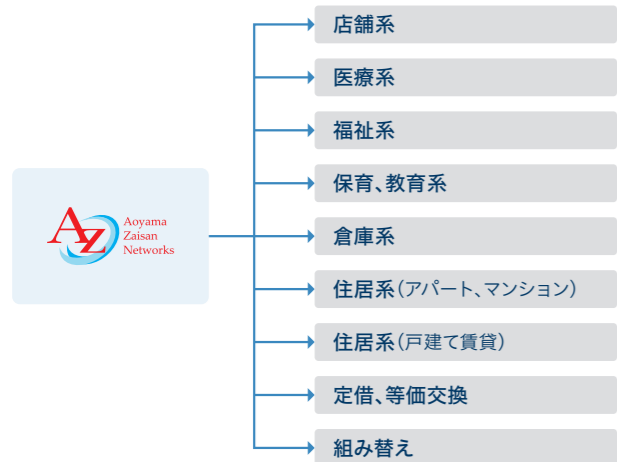 店舗系
医療系
福祉系
保育、教育系
AZ
Aoyama
Zaisan
Networks
倉庫系
住居系(アパート、マンション)
住居系(戸建て賃貸)
定借、等価交換
組み替え